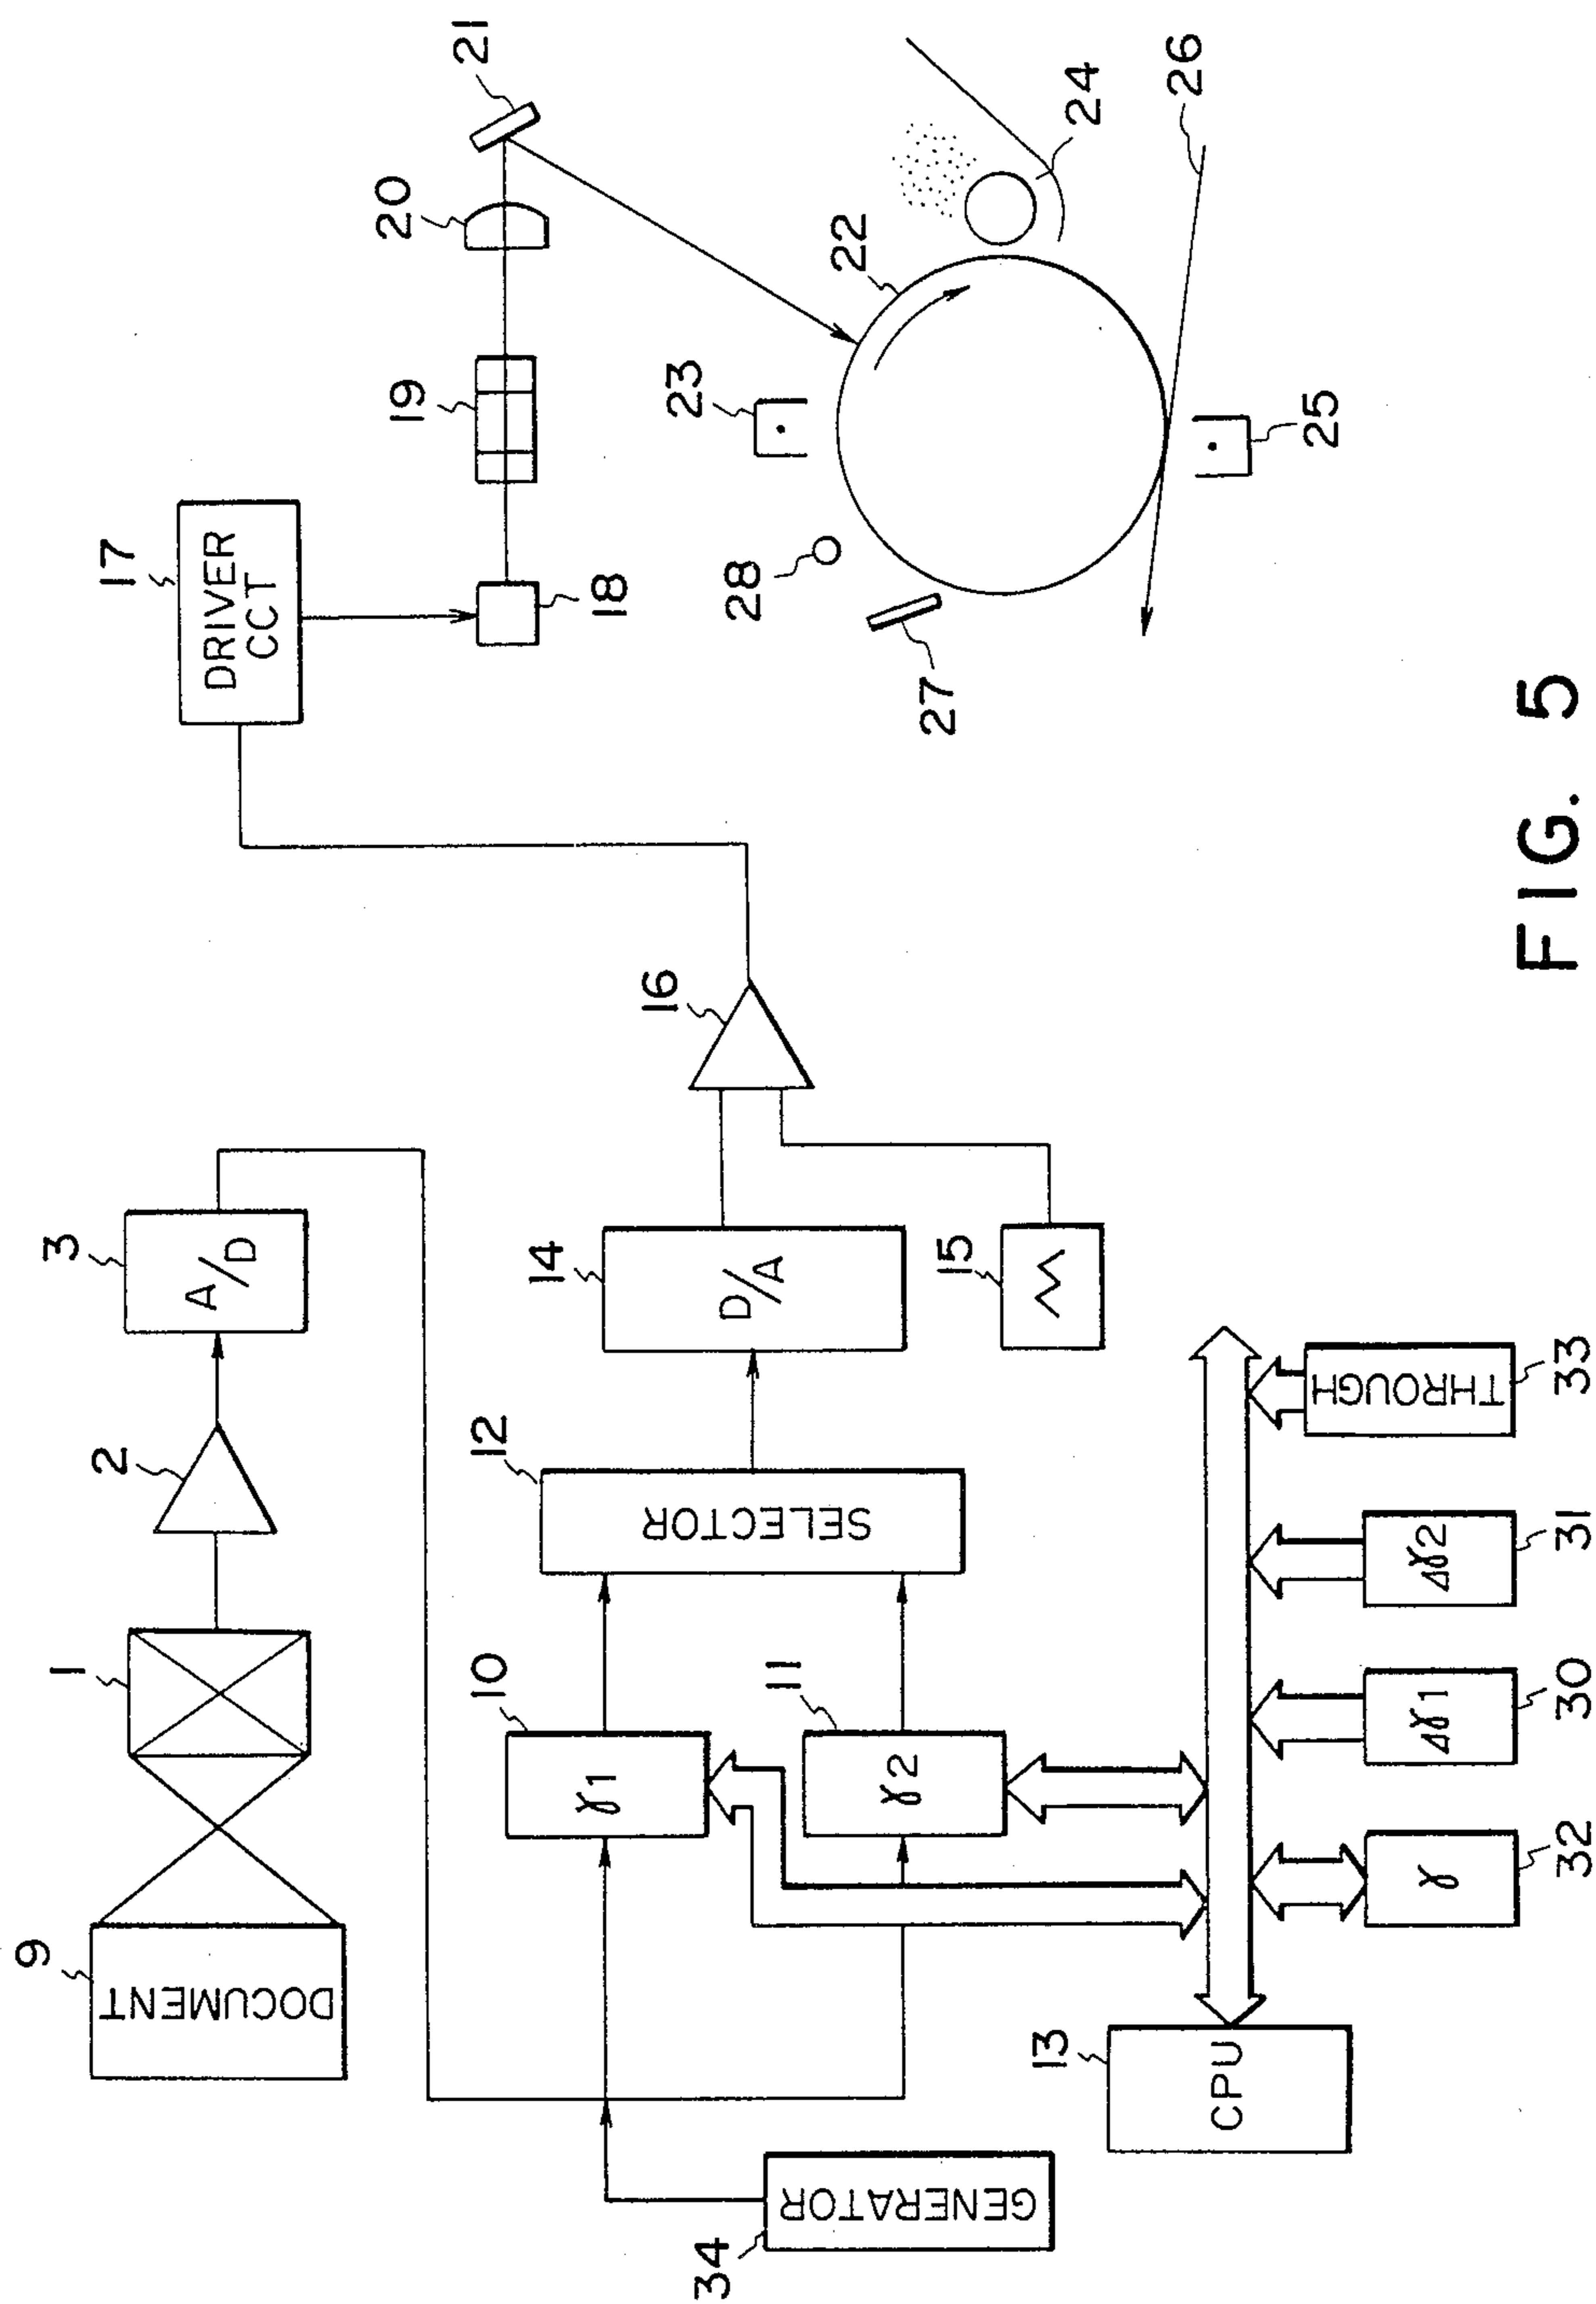 9
DOCUMENT
1
2
3
A/D
17
DRIVER
CCT
18
19
20
21
22
23
24
25
26
27
28
34
GENERATOR
10
γ1
11
γ2
12
SELECTOR
14
D/A
15
16
13
CPU
γ
32
Δγ1
30
Δγ2
31
THROUGH
33
FIG. 5